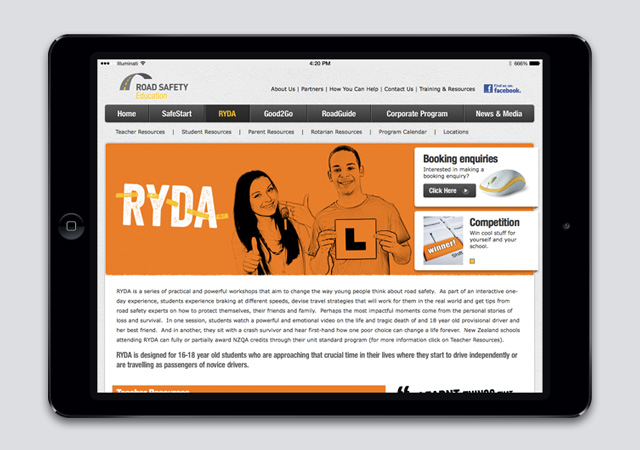 Illuminati
4:20 PM
666%
ROAD SAFETY
Education
About Us | Partners | How You Can Help | Contact Us | Training & Resources
Find us on
facebook.
Home
SafeStart
RYDA
Good2Go
RoadGuide
Corporate Program
News & Media
Teacher Resources | Student Resources | Parent Resources | Rotarian Resources | Program Calendar | Locations
RYDA
L
Booking enquiries
Interested in making a
booking enquiry?
Click Here
winner!
Shift
Competition
Win cool stuff for
yourself and your
school.
RYDA is a series of practical and powerful workshops that aim to change the way young people think about road safety. As part of an interactive one-
day experience, students experience braking at different speeds, devise travel strategies that will work for them in the real world and get tips from
road safety experts on how to protect themselves, their friends and family. Perhaps the most impactful moments come from the personal stories of
loss and survival. In one session, students watch a powerful and emotional video on the life and tragic death of and 18 year old provisional driver and
her best friend. And in another, they sit with a crash survivor and hear first-hand how one poor choice can change a life forever. New Zealand schools
attending RYDA can fully or partially award NZQA credits through their unit standard program (for more information click on Teacher Resources).
RYDA is designed for 16-18 year old students who are approaching that crucial time in their lives where they start to drive independently or
are travelling as passengers of novice drivers.
Teacher Resources